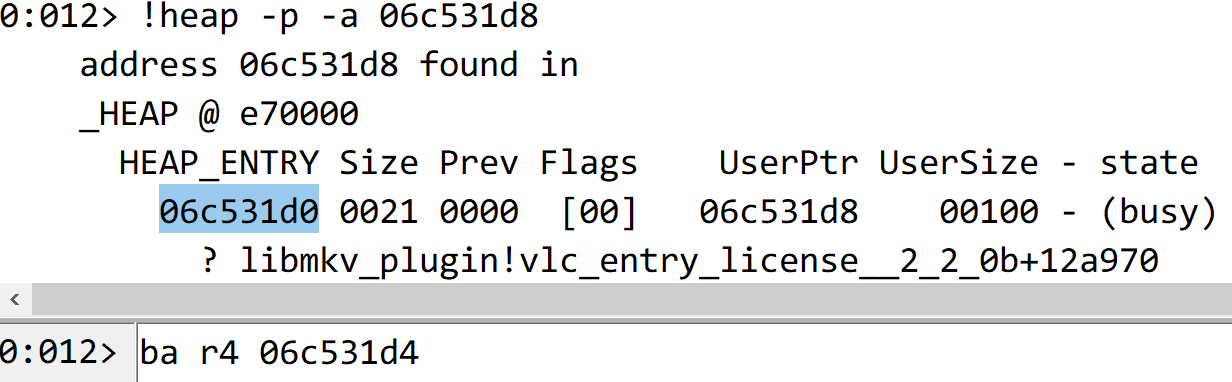 0:012> !heap -p -a 06c531d8
address 06c531d8 found in
_HEAP @ e70000
HEAP_ENTRY Size Prev Flags UserPtr UserSize - state
06c531d0 0021 0000 [00] 06c531d8 00100 - (busy)
? libmkv_plugin!vlc_entry_license__2_2_0b+12a970
0:012> ba r4 06c531d4